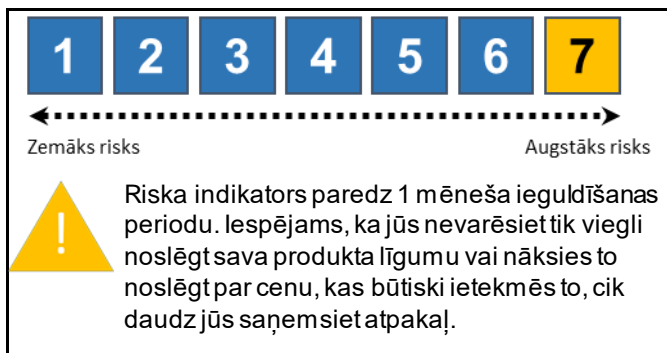 1 2 3 4 5 6 7
Zemāks risks Augstāks risks
! Riska indikators paredz 1 mēneša ieguldīšanas
periodu. Iespējams, ka jūs nevarēsiet tik viegli
noslēgt sava produkta līgumu vai nāksies to
noslēgt par cenu, kas būtiski ietekmēs to, cik
daudz jūs saņemsiet atpakaļ.